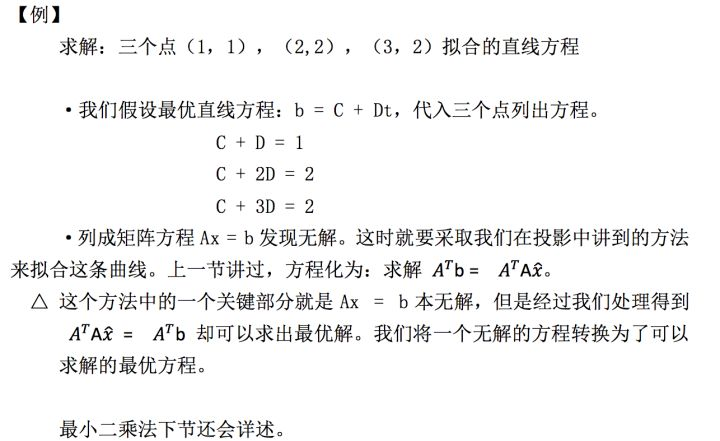 【例】
求解：三个点（1, 1），（2,2），（3, 2）拟合的直线方程
·我们假设最优直线方程：b = C + Dt，代入三个点列出方程。
C + D = 1
C + 2D = 2
C + 3D = 2
·列成矩阵方程 Ax = b 发现无解。这时就要采取我们在投影中讲到的方法
来拟合这条曲线。上一节讲过，方程化为：求解 Aᵀb = AᵀAx̂。
△ 这个方法中的一个关键部分就是 Ax = b 本无解，但是经过我们处理得到
AᵀAx̂ = Aᵀb 却可以求出最优解。我们将一个无解的方程转换为了可以
求解的最优方程。
最小二乘法下节还会详述。